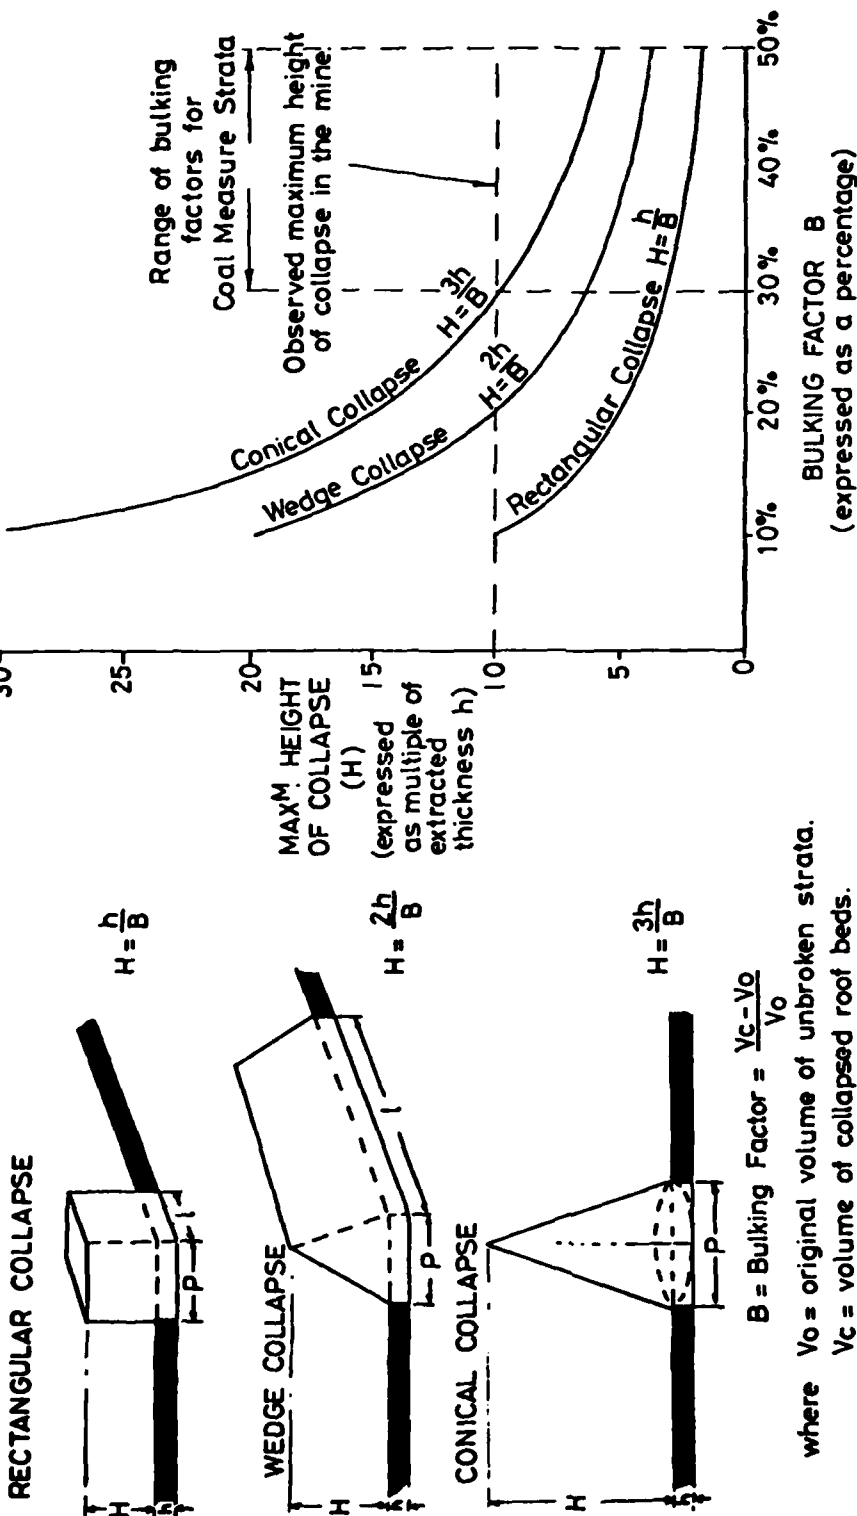 RECTANGULAR COLLAPSE
H
h
d
l
H = h/B
WEDGE COLLAPSE
H
h
d
l
H = 2h/B
CONICAL COLLAPSE
H
h
d
H = 3h/B
B = Bulking Factor = Vc - Vo / Vo
where Vo = original volume of unbroken strata.
Vc = volume of collapsed roof beds.
MAXM. HEIGHT
OF COLLAPSE
(H)
(expressed
as multiple of
extracted
thickness h)
30
25
20
15
10
5
0
Range of bulking
factors for
Coal Measure Strata
Observed maximum height
of collapse in the mine.
Conical Collapse H = 3h/B
Wedge Collapse H = 2h/B
Rectangular Collapse H = h/B
10%
20%
30%
40%
50%
BULKING FACTOR B
(expressed as a percentage)